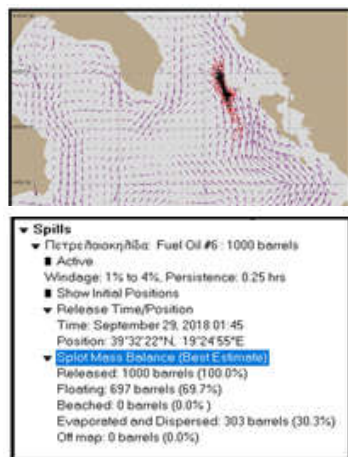 Spills
Πετρελαιοκηλίδα: Fuel Oil #6 : 1000 barrels
Active
Windage: 1% to 4%, Persistence: 0.25 hrs
Show Initial Positions
Release Time/Position
Time: September 29, 2018 01:45
Position: 39°32'22"N, 19°24'55"E
Splot Mass Balance (Best Estimate)
Released: 1000 barrels (100.0%)
Floating: 697 barrels (69.7%)
Beached: 0 barrels (0.0% )
Evaporated and Dispersed: 303 barrels (30.3%)
Off map: 0 barrels (0.0%)